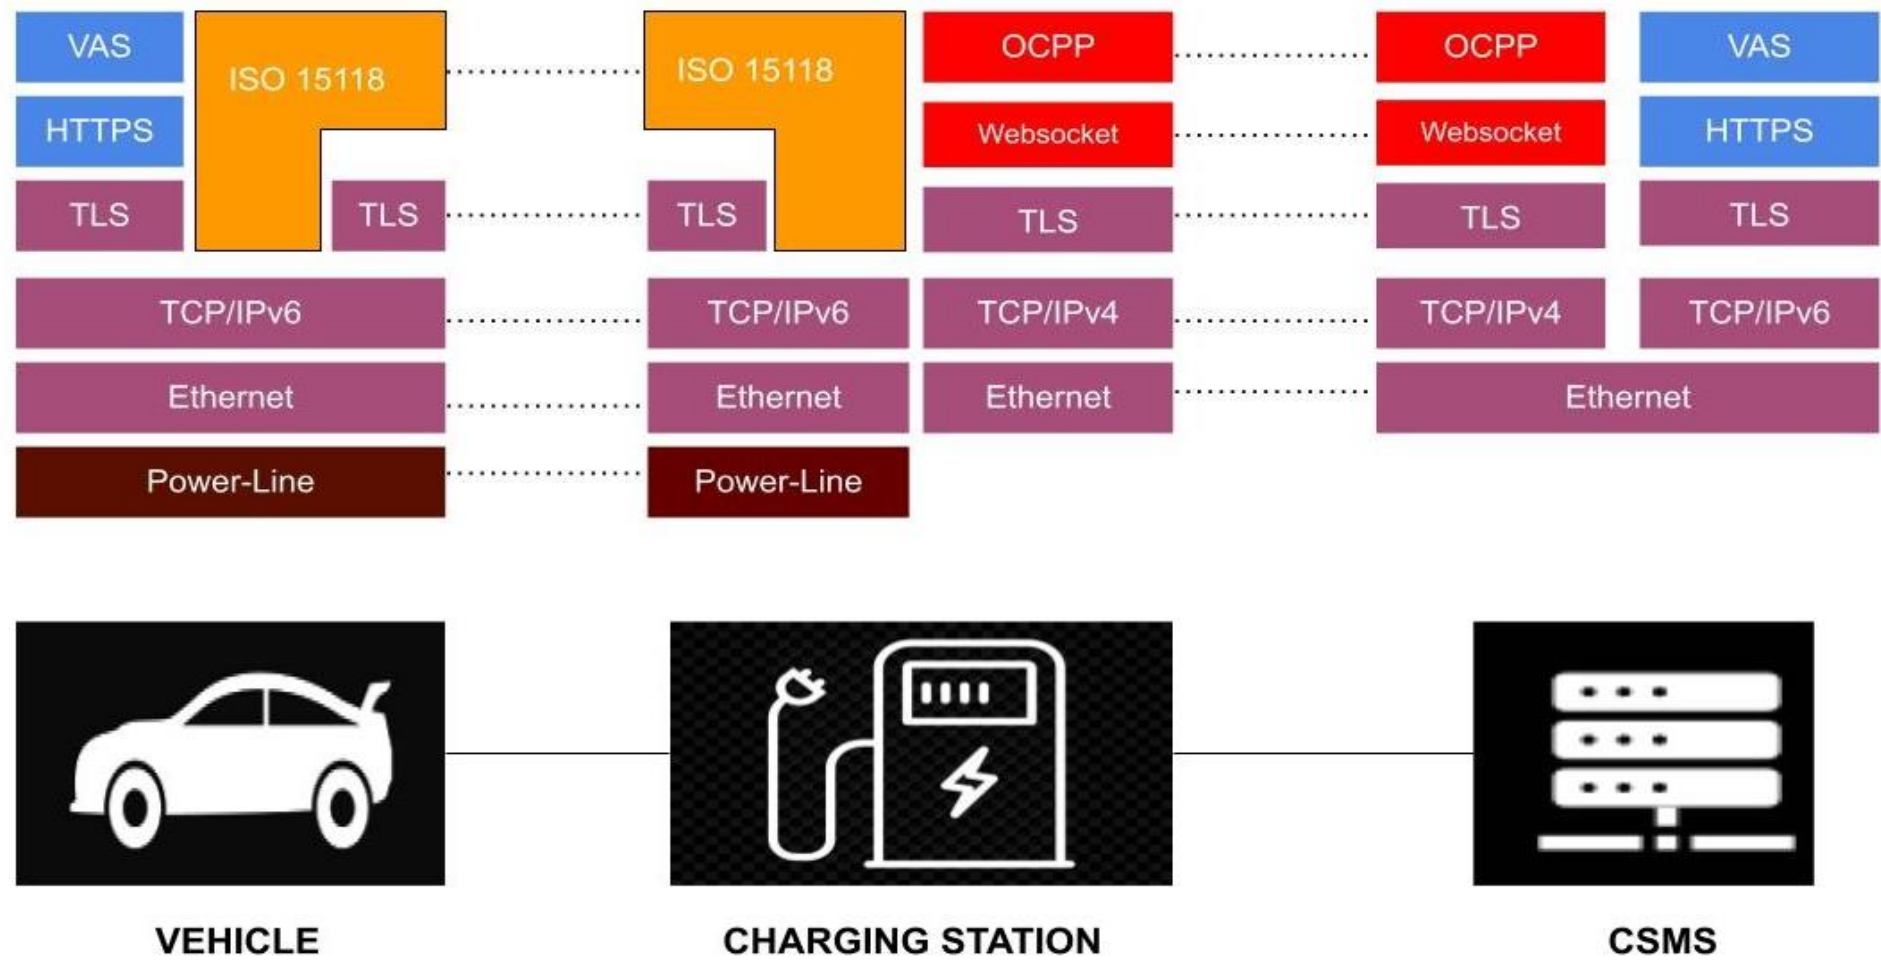 VAS
ISO 15118
ISO 15118
OCPP
OCPP
VAS
HTTPS
Websocket
Websocket
HTTPS
TLS
TLS
TLS
TLS
TLS
TLS
TCP/IPv6
TCP/IPv6
TCP/IPv4
TCP/IPv4
TCP/IPv6
Ethernet
Ethernet
Ethernet
Ethernet
Power-Line
Power-Line
VEHICLE
CHARGING STATION
CSMS